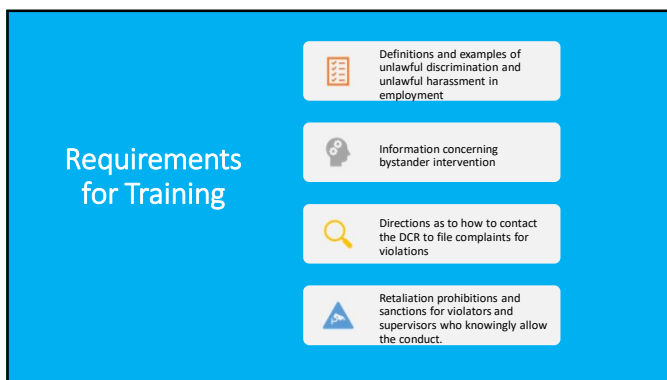 Requirements
for Training
Definitions and examples of
unlawful discrimination and
unlawful harassment in
employment
Information concerning
bystander intervention
Directions as to how to contact
the DCR to file complaints for
violations
Retaliation prohibitions and
sanctions for violators and
supervisors who knowingly allow
the conduct.